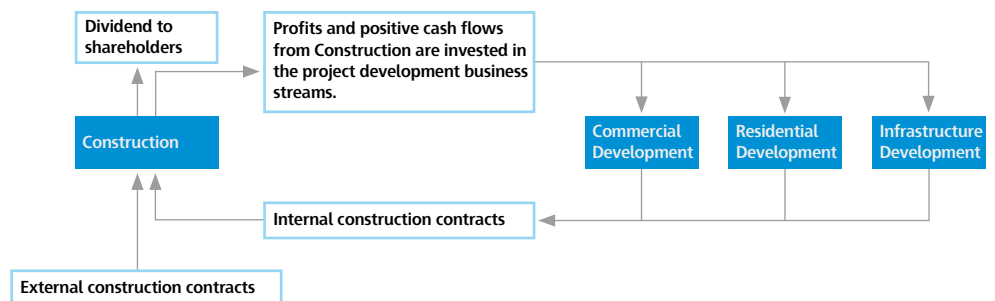 Dividend to
shareholders
Profits and positive cash flows
from Construction are invested in
the project development business
streams.
Construction
Commercial
Development
Residential
Development
Infrastructure
Development
Internal construction contracts
External construction contracts